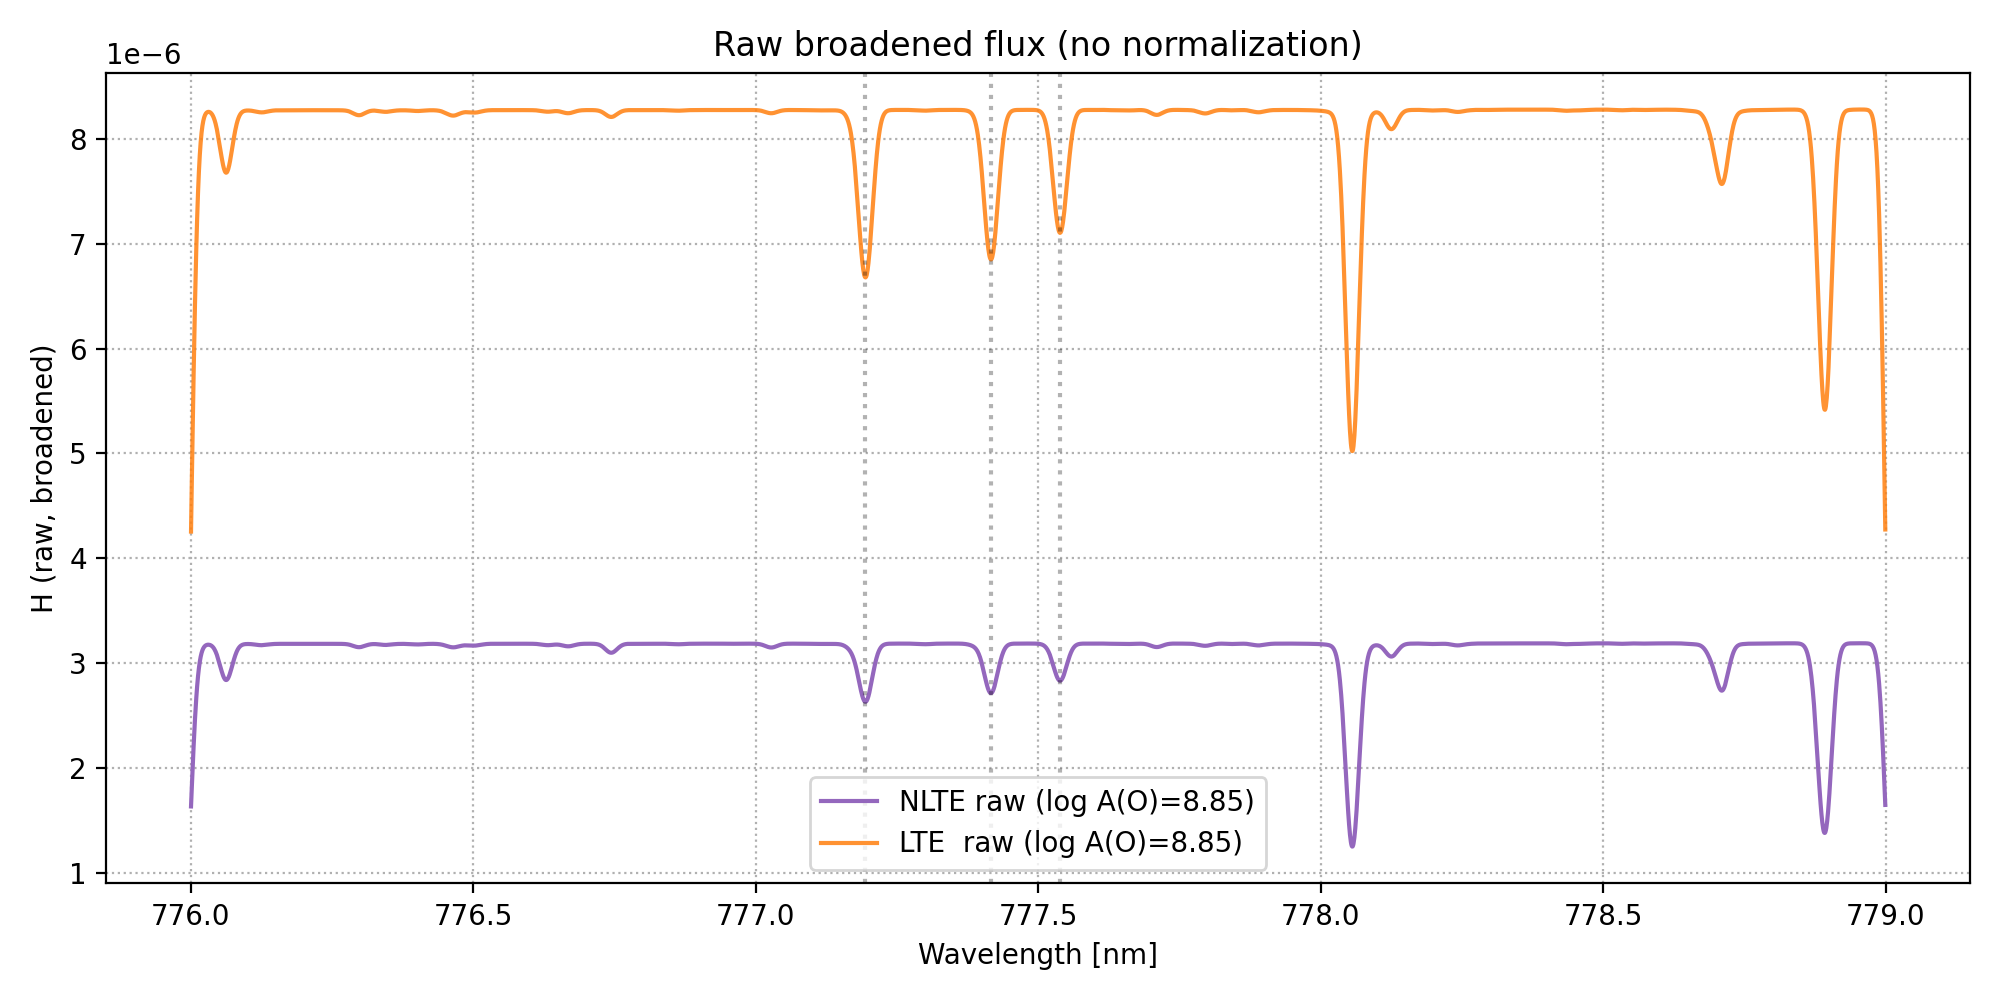 Raw broadened flux (no normalization)
1e−6
H (raw, broadened)
8
7
6
5
4
3
2
1
NLTE raw (log A(O)=8.85)
LTE  raw (log A(O)=8.85)
776.0 776.5 777.0 777.5 778.0 778.5 779.0
Wavelength [nm]